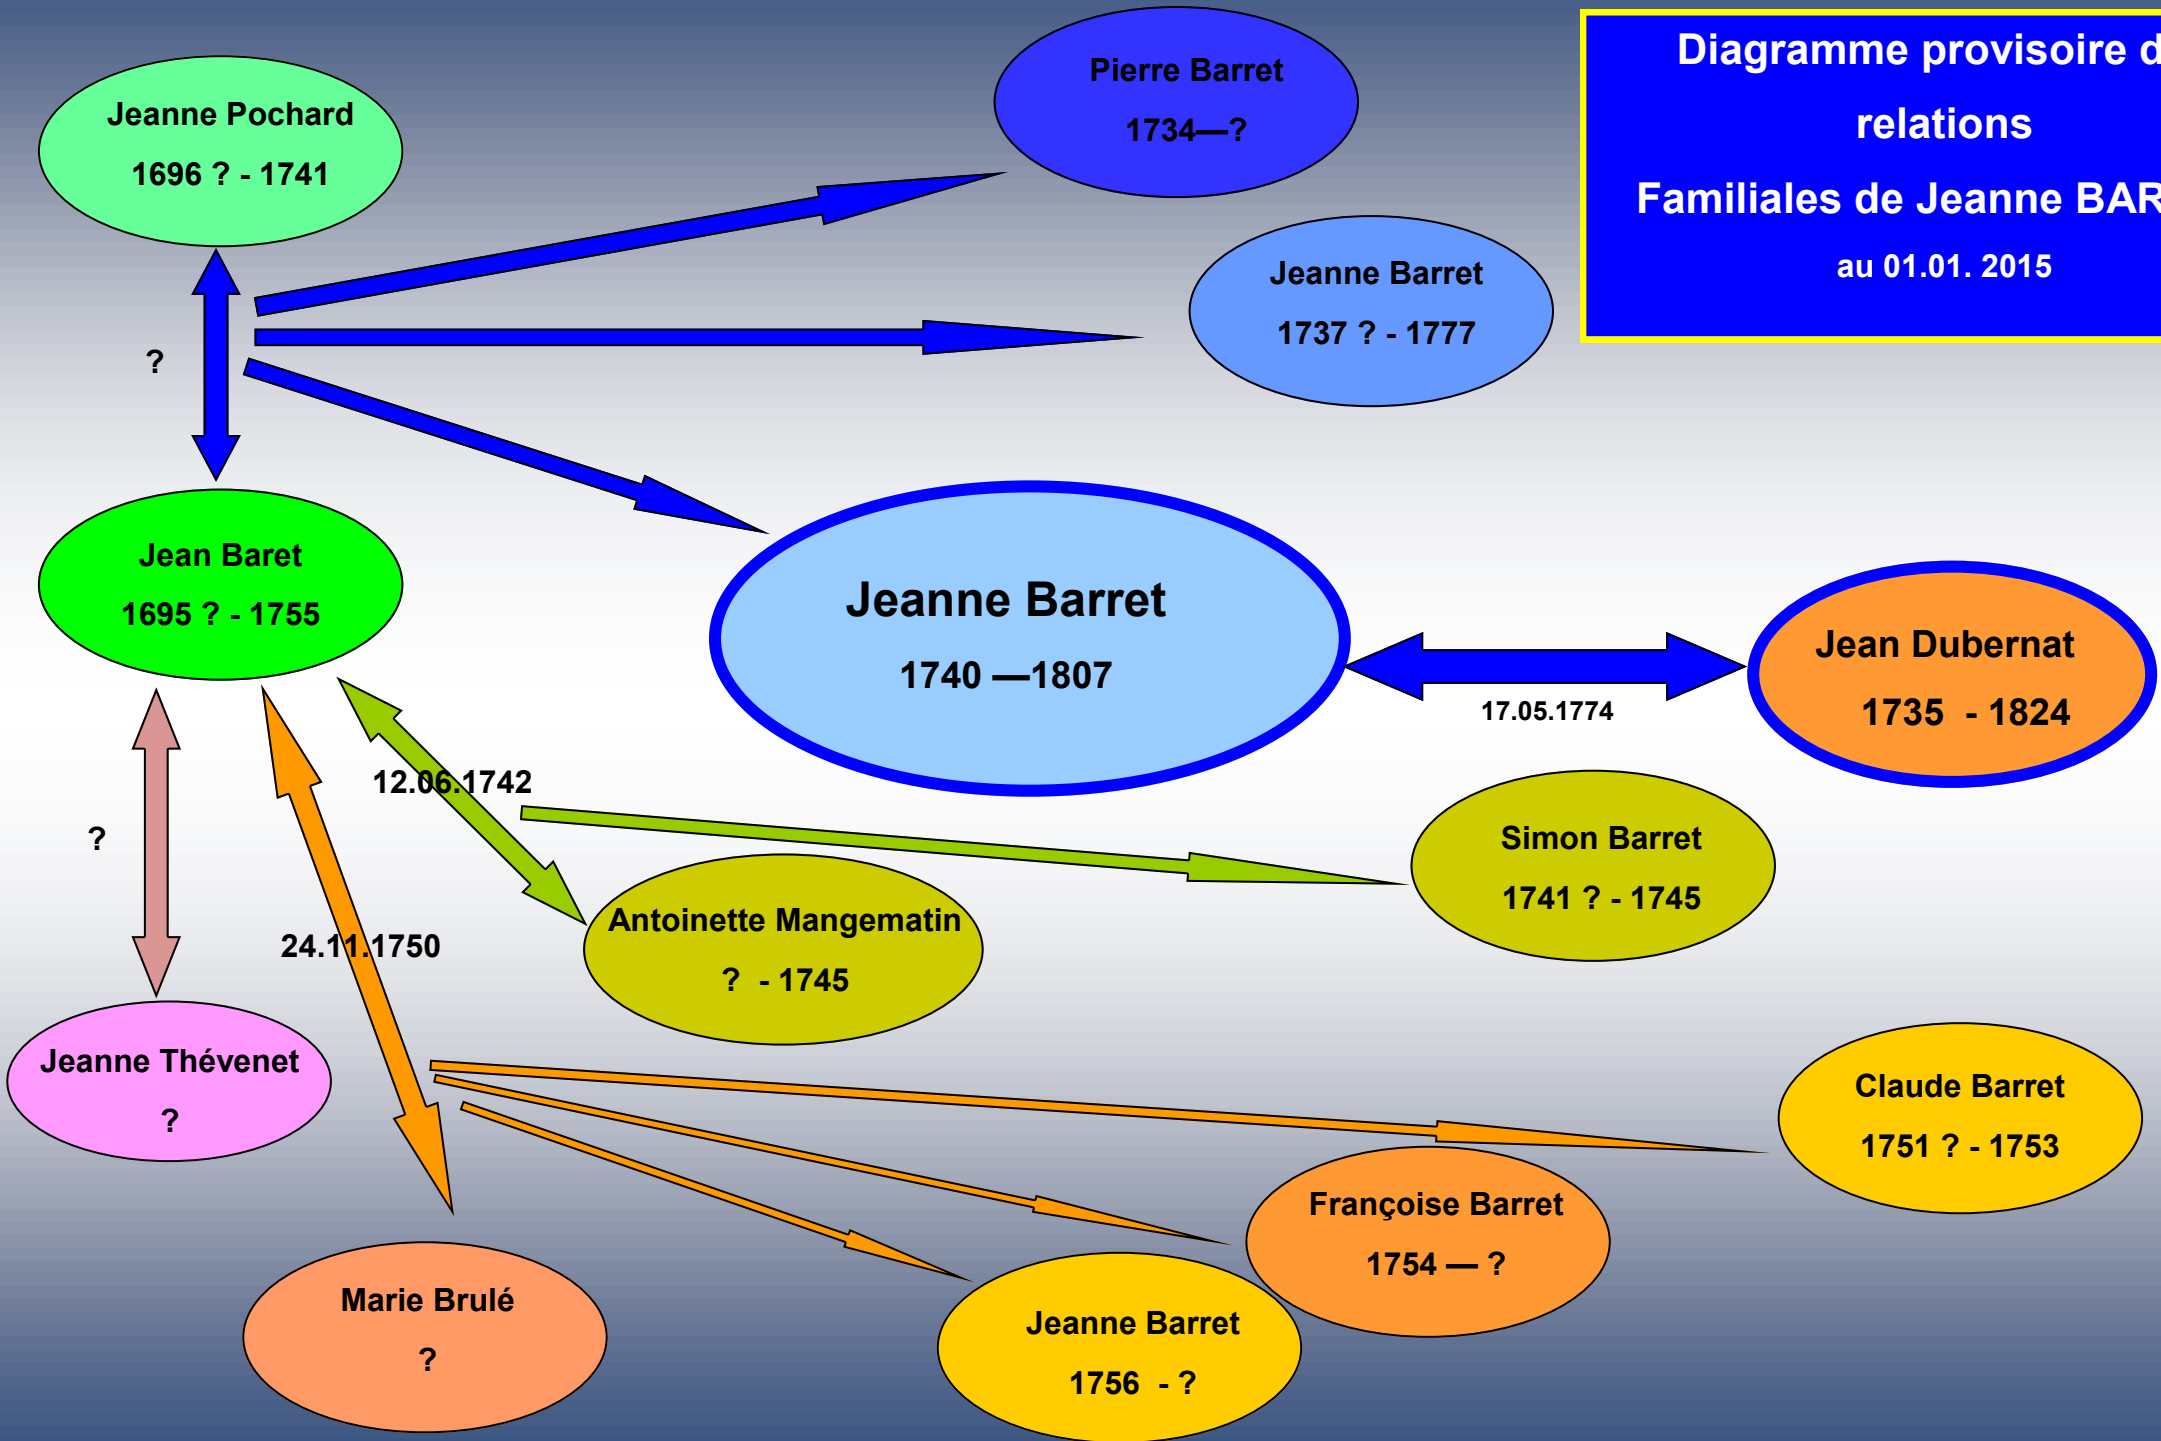 Diagramme provisoire d
relations
Familiales de Jeanne BAR
au 01.01. 2015
Pierre Barret
1734—?
Jeanne Pochard
1696 ? - 1741
Jeanne Barret
1737 ? - 1777
?
Jean Baret
1695 ? - 1755
Jeanne Barret
1740 —1807
17.05.1774
Jean Dubernat
1735 - 1824
12.06.1742
?
Simon Barret
1741 ? - 1745
Antoinette Mangematin
? - 1745
24.11.1750
Jeanne Thévenet
?
Claude Barret
1751 ? - 1753
Françoise Barret
1754 — ?
Marie Brulé
?
Jeanne Barret
1756 - ?